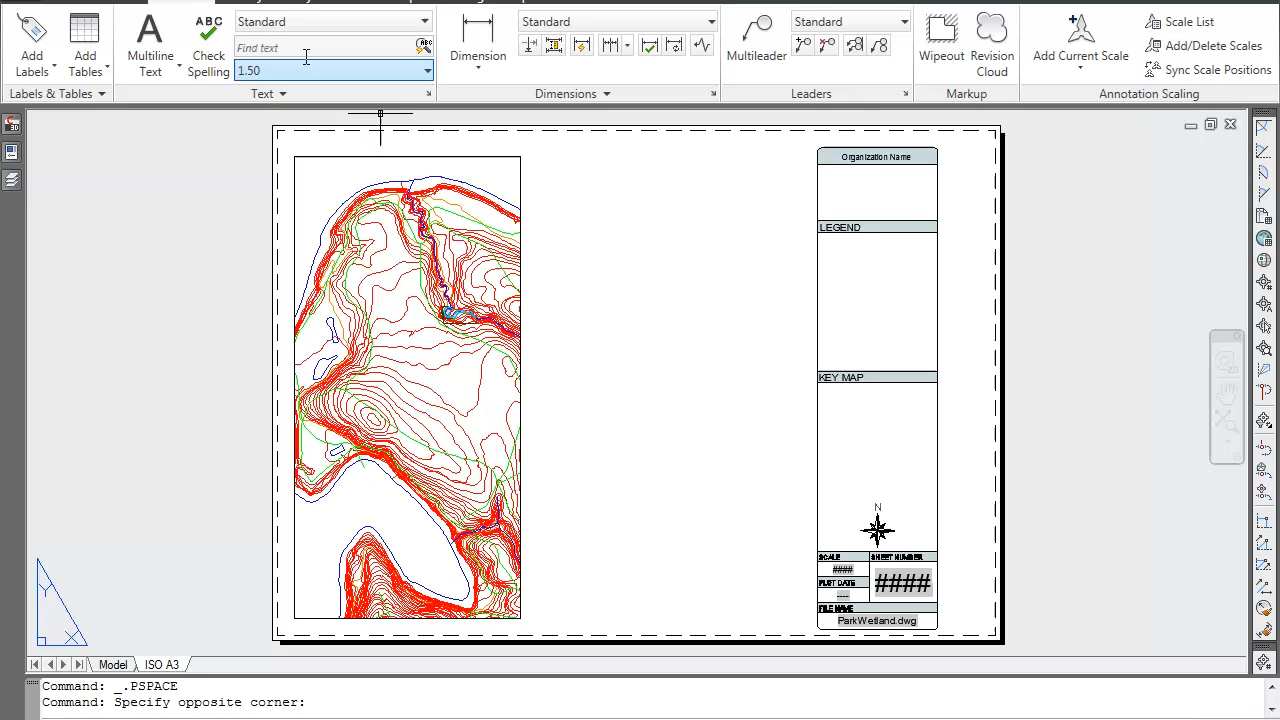 Add
Labels
Add
Tables
Labels & Tables
A
Multiline
Text
ABC
Check
Spelling
Standard
Find text
ABC
1.50
Text
Dimension
Standard
Dimensions
Multileader
Standard
Leaders
Wipeout
Revision
Cloud
Markup
Add Current Scale
Scale List
Add/Delete Scales
Sync Scale Positions
Annotation Scaling
Organization Name
LEGEND
KEY MAP
N
SCALE
SHEET NUMBER
####
####
PLOT DATE
----
FILE NAME
ParkWetland.dwg
Y
X
Model
ISO A3
Command: _.PSPACE
Command: Specify opposite corner: